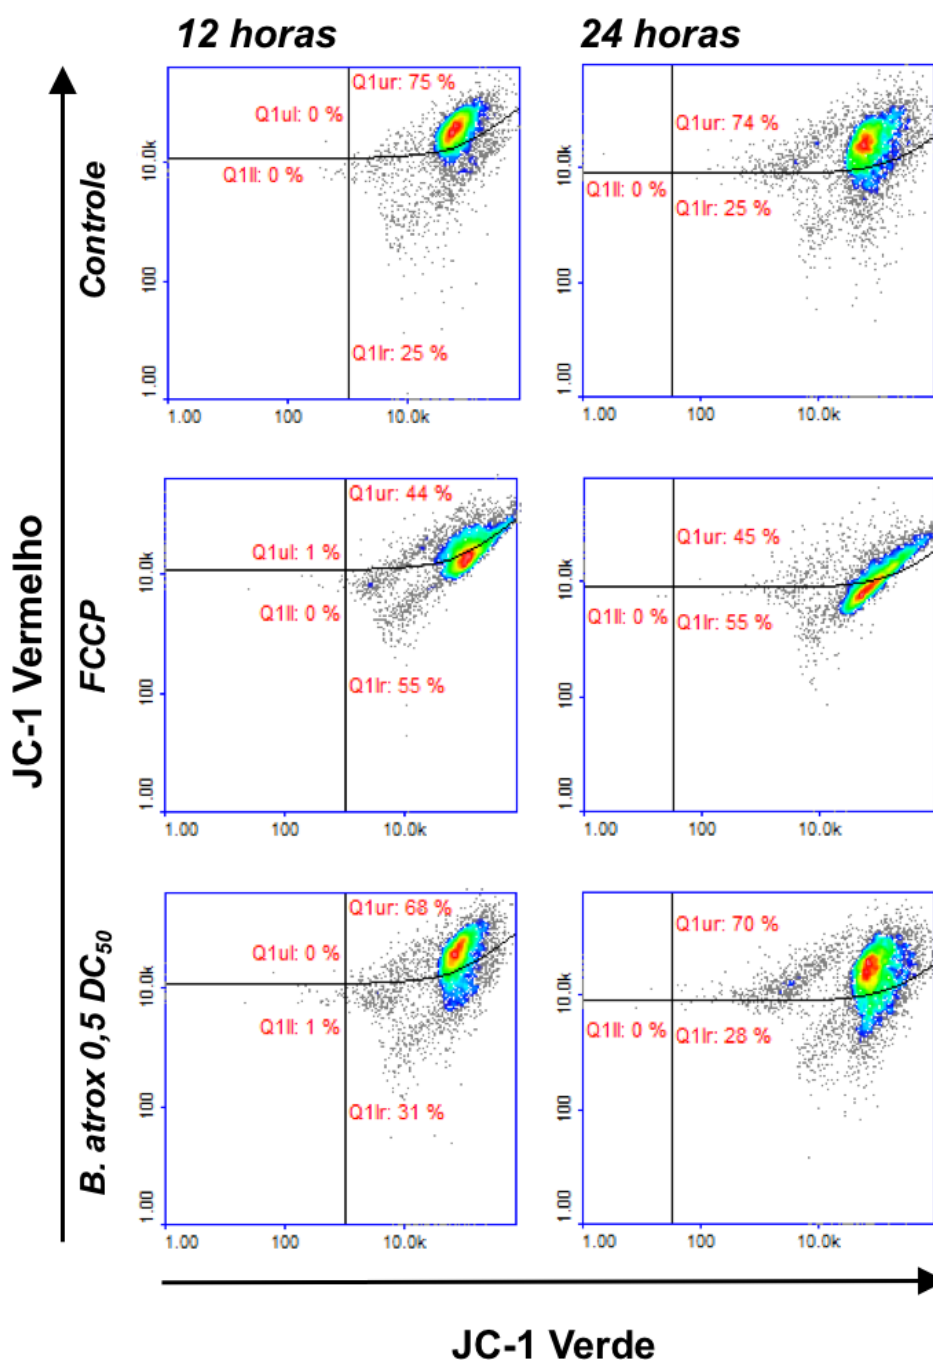 12 horas
24 horas
Controle
Q1ur: 75 %
Q1ul: 0 %
Q1ll: 0 %
Q1lr: 25 %
10.0k
100
1.00
1.00
100
10.0k
Q1ur: 74 %
Q1ll: 0 %
Q1lr: 25 %
10.0k
100
1.00
1.00
100
10.0k
FCCP
Q1ur: 44 %
Q1ul: 1 %
Q1ll: 0 %
Q1lr: 55 %
10.0k
100
1.00
1.00
100
10.0k
Q1ur: 45 %
Q1ll: 0 %
Q1lr: 55 %
10.0k
100
1.00
1.00
100
10.0k
B. atrox 0,5 DC50
Q1ur: 68 %
Q1ul: 0 %
Q1ll: 1 %
Q1lr: 31 %
10.0k
100
1.00
1.00
100
10.0k
Q1ur: 70 %
Q1ll: 0 %
Q1lr: 28 %
10.0k
100
1.00
1.00
100
10.0k
JC-1 Vermelho
JC-1 Verde